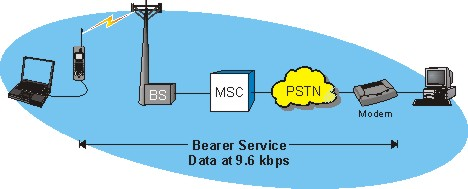 BS
MSC
PSTN
Modem
Bearer Service
Data at 9.6 kbps